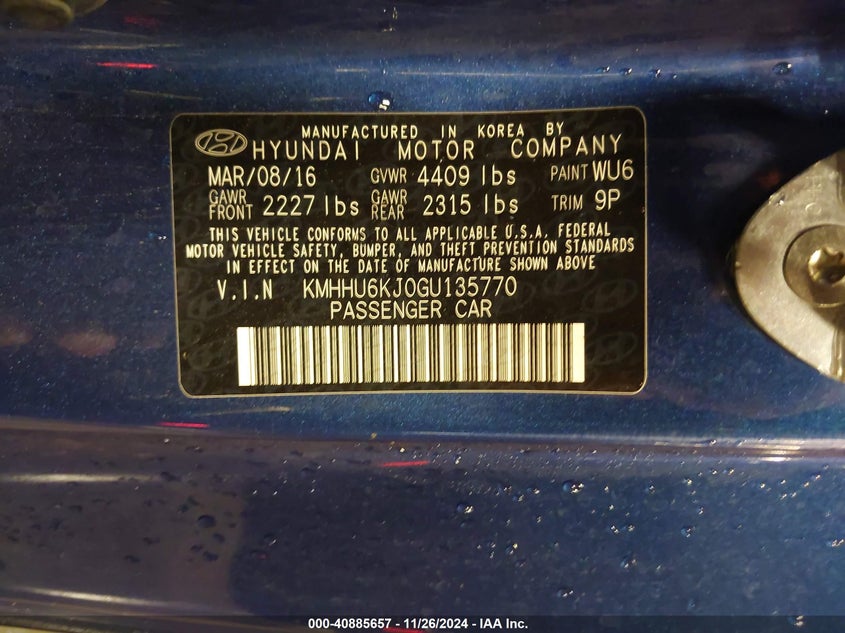 MANUFACTURED IN KOREA BY
HYUNDAI MOTOR COMPANY
MAR/08/16 GVWR 4409 lbs PAINT WU6
GAWR FRONT 2227 lbs GAWR REAR 2315 lbs TRIM 9P
THIS VEHICLE CONFORMS TO ALL APPLICABLE U.S.A. FEDERAL
MOTOR VEHICLE SAFETY, BUMPER, AND THEFT PREVENTION STANDARDS
IN EFFECT ON THE DATE OF MANUFACTURE SHOWN ABOVE
V.I.N KMHHU6KJ0GU135770
PASSENGER CAR
000-40885657 - 11/26/2024 - IAA Inc.